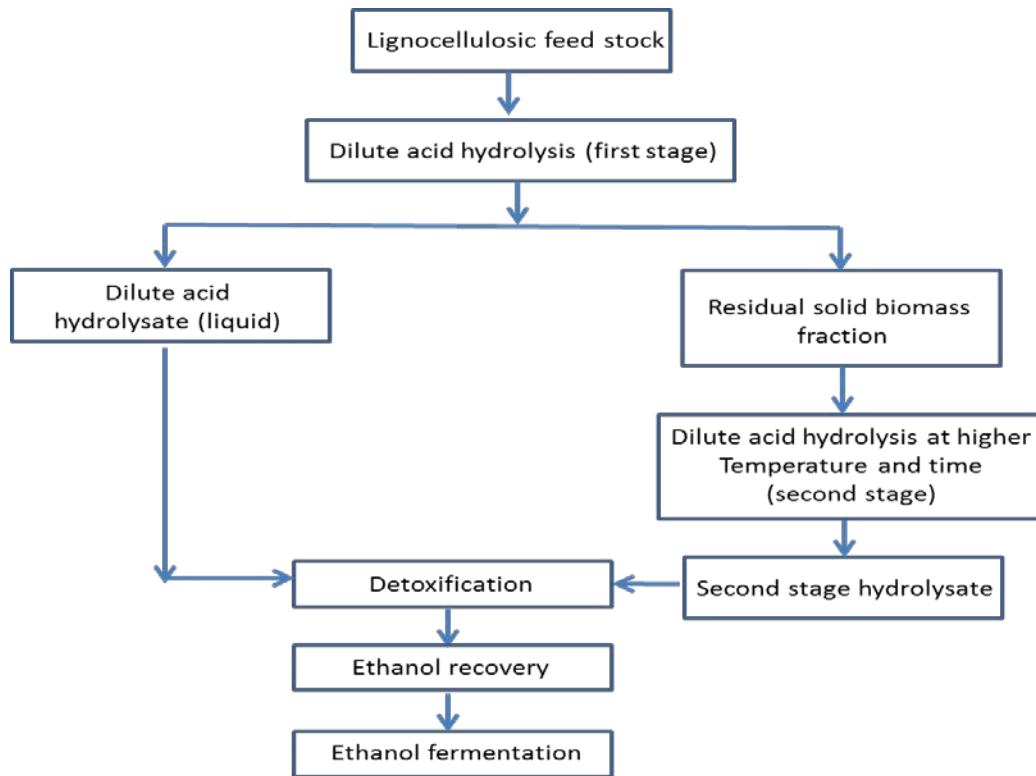 Lignocellulosic feed stock
Dilute acid hydrolysis (first stage)
Dilute acid
hydrolysate (liquid)
Residual solid biomass
fraction
Dilute acid hydrolysis at higher
Temperature and time
(second stage)
Second stage hydrolysate
Detoxification
Ethanol recovery
Ethanol fermentation